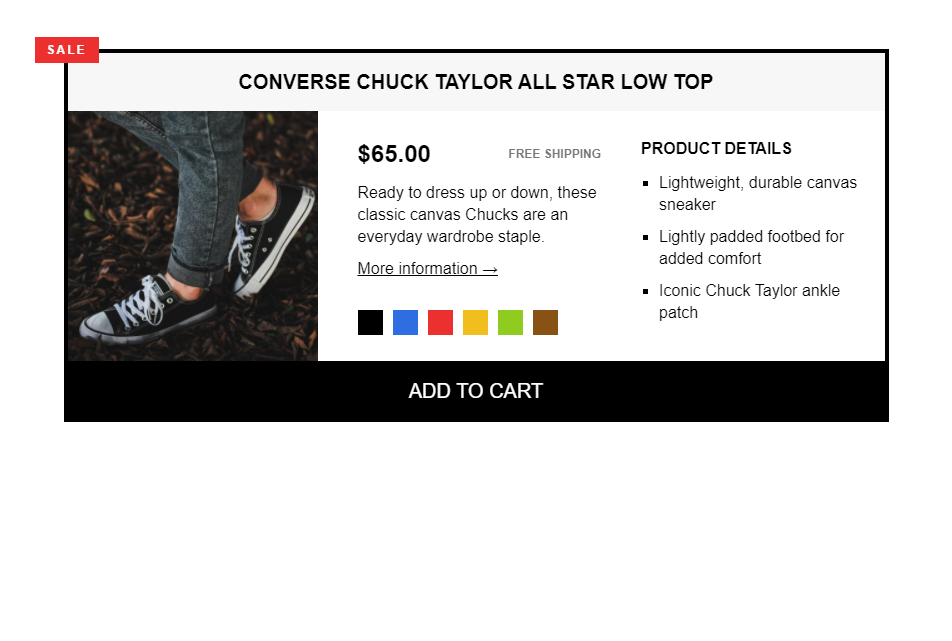 SALE
CONVERSE CHUCK TAYLOR ALL STAR LOW TOP
$65.00
FREE SHIPPING
Ready to dress up or down, these
classic canvas Chucks are an
everyday wardrobe staple.
More information →
PRODUCT DETAILS
Lightweight, durable canvas
sneaker
Lightly padded footbed for
added comfort
Iconic Chuck Taylor ankle
patch
ADD TO CART